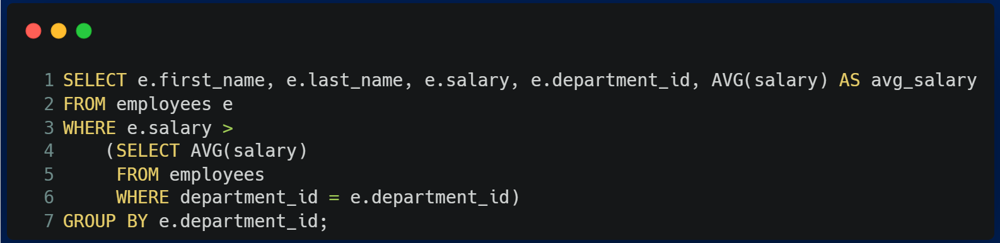 1 SELECT e.first_name, e.last_name, e.salary, e.department_id, AVG(salary) AS avg_salary
2 FROM employees e
3 WHERE e.salary >
4     (SELECT AVG(salary)
5      FROM employees
6      WHERE department_id = e.department_id)
7 GROUP BY e.department_id;